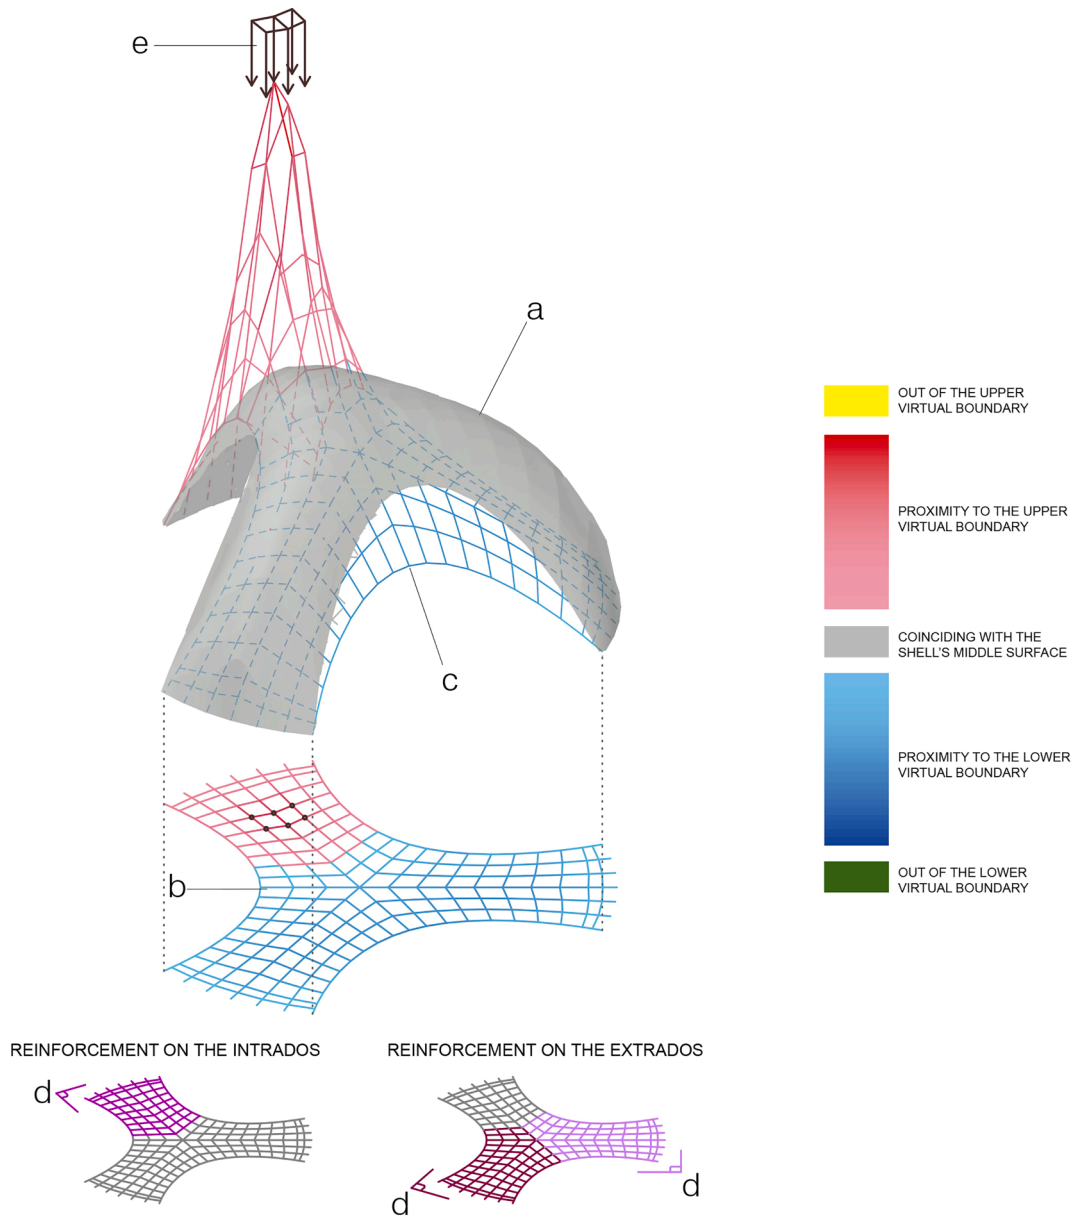 e
a
OUT OF THE UPPER
VIRTUAL BOUNDARY
PROXIMITY TO THE UPPER
VIRTUAL BOUNDARY
COINCIDING WITH THE
SHELL'S MIDDLE SURFACE
c
PROXIMITY TO THE LOWER
VIRTUAL BOUNDARY
OUT OF THE LOWER
VIRTUAL BOUNDARY
b
REINFORCEMENT ON THE INTRADOS
d
REINFORCEMENT ON THE EXTRADOS
d
d